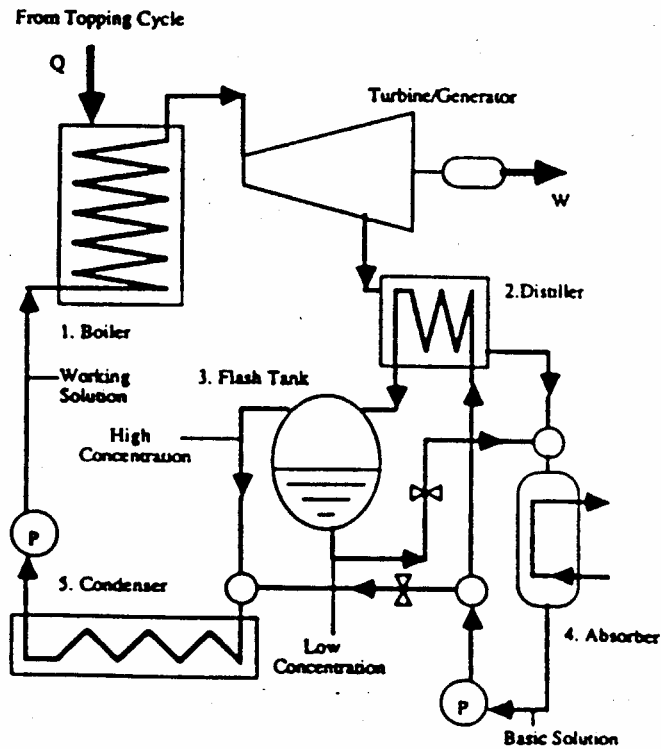 From Topping Cycle
Q
Turbine/Generator
W
2.Distiller
1. Boiler
3. Flash Tank
Working
Solution
High
Concentration
P
5. Condenser
Low
Concentration
4. Absorber
P
Basic Solution